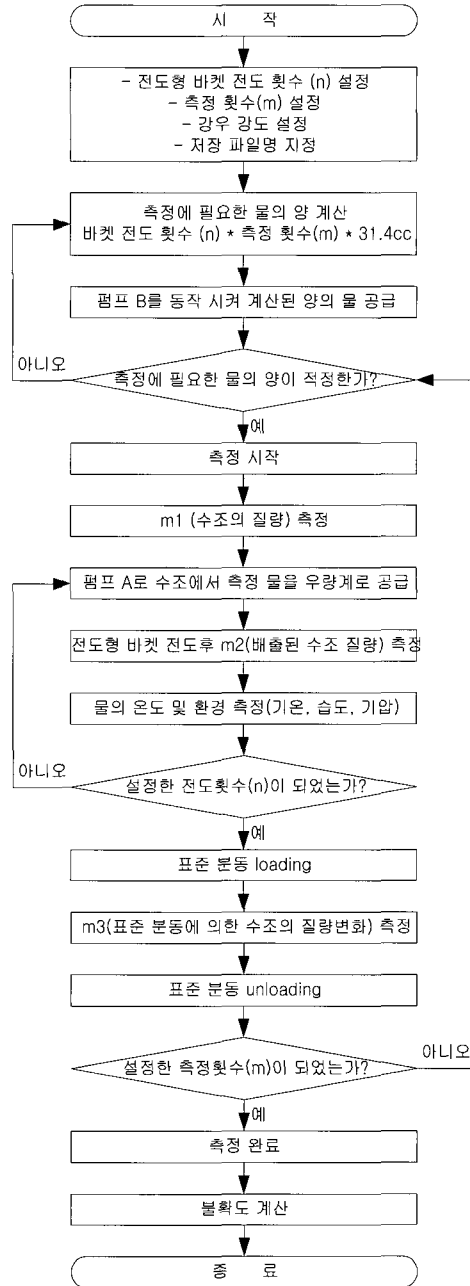 시 작
- 전도형 바켓 전도 횟수 (n) 설정
- 측정 횟수(m) 설정
- 강우 강도 설정
- 저장 파일명 지정
측정에 필요한 물의 양 계산
바켓 전도 횟수 (n) * 측정 횟수(m) * 31.4cc
펌프 B를 동작 시켜 계산된 양의 물 공급
아니오
측정에 필요한 물의 양이 적정한가?
예
측정 시작
m1 (수조의 질량) 측정
펌프 A로 수조에서 측정 물을 우량계로 공급
전도형 바켓 전도후 m2(배출된 수조 질량) 측정
물의 온도 및 환경 측정(기온, 습도, 기압)
아니오
설정한 전도횟수(n)이 되었는가?
예
표준 분동 loading
m3(표준 분동에 의한 수조의 질량변화) 측정
표준 분동 unloading
아니오
설정한 측정횟수(m)이 되었는가?
예
측정 완료
불확도 계산
종 료